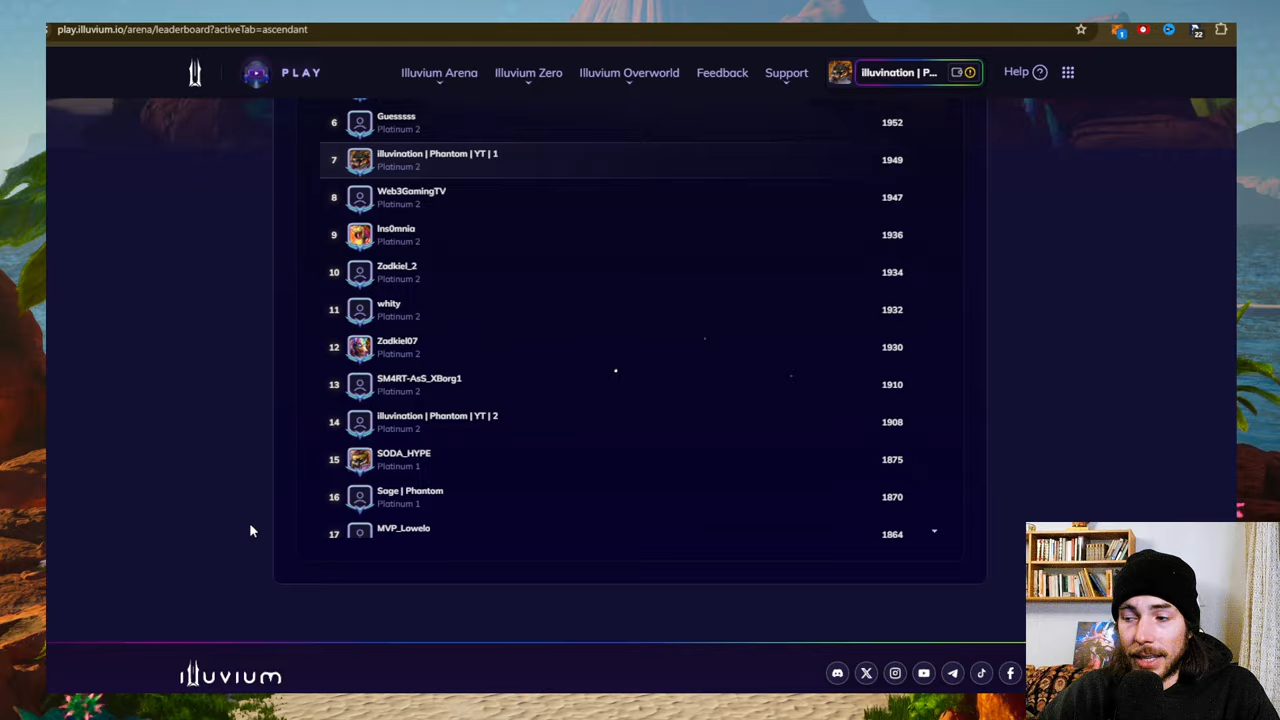 play.illuvium.io/arena/leaderboard?activeTab=ascendant
1
22
PLAY
Illuvium Arena
Illuvium Zero
Illuvium Overworld
Feedback
Support
illuvination | P...
Help
6 Guesssss 1952
Platinum 2
7 illuvination | Phantom | YT | 1 1949
Platinum 2
8 Web3GamingTV 1947
Platinum 2
9 Ins0mnia 1936
Platinum 2
10 Zadkiel_2 1934
Platinum 2
11 whity 1932
Platinum 2
12 Zadkiel07 1930
Platinum 2
13 SM4RT-AsS_XBorg1 1910
Platinum 2
14 illuvination | Phantom | YT | 2 1908
Platinum 2
15 SODA_HYPE 1875
Platinum 1
16 Sage | Phantom 1870
Platinum 1
17 MVP_Lowelo 1864
illuvium